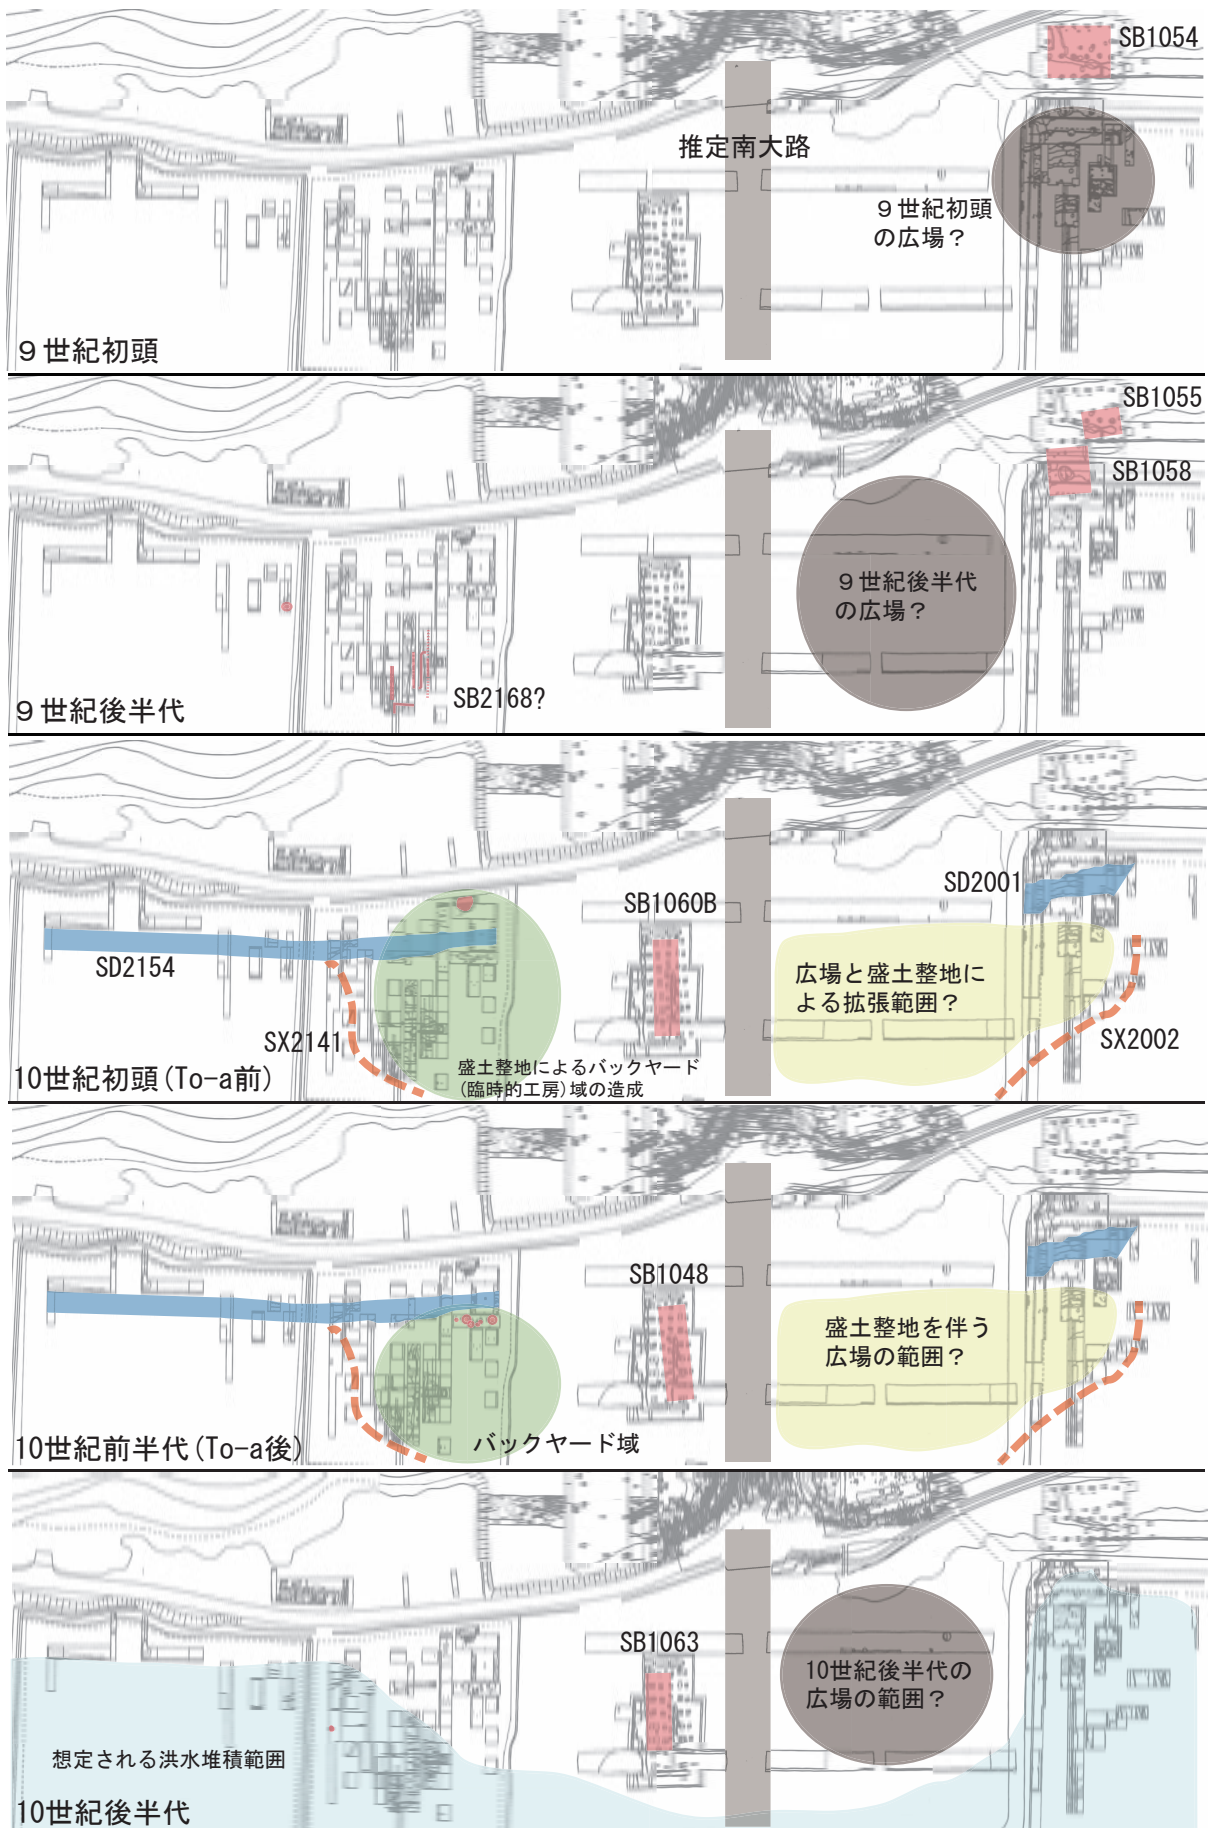 SB1054
推定南大路
９世紀初頭
の広場？
９世紀初頭
SB1055
SB1058
９世紀後半代
の広場？
SB2168?
９世紀後半代
SD2001
SB1060B
SD2154
広場と盛土整地に
よる拡張範囲？
SX2141
SX2002
盛土整地によるバックヤード
(臨時的工房)域の造成
10世紀初頭(To-a前)
SB1048
盛土整地を伴う
広場の範囲？
バックヤード域
10世紀前半代(To-a後)
SB1063
10世紀後半代の
広場の範囲？
想定される洪水堆積範囲
10世紀後半代